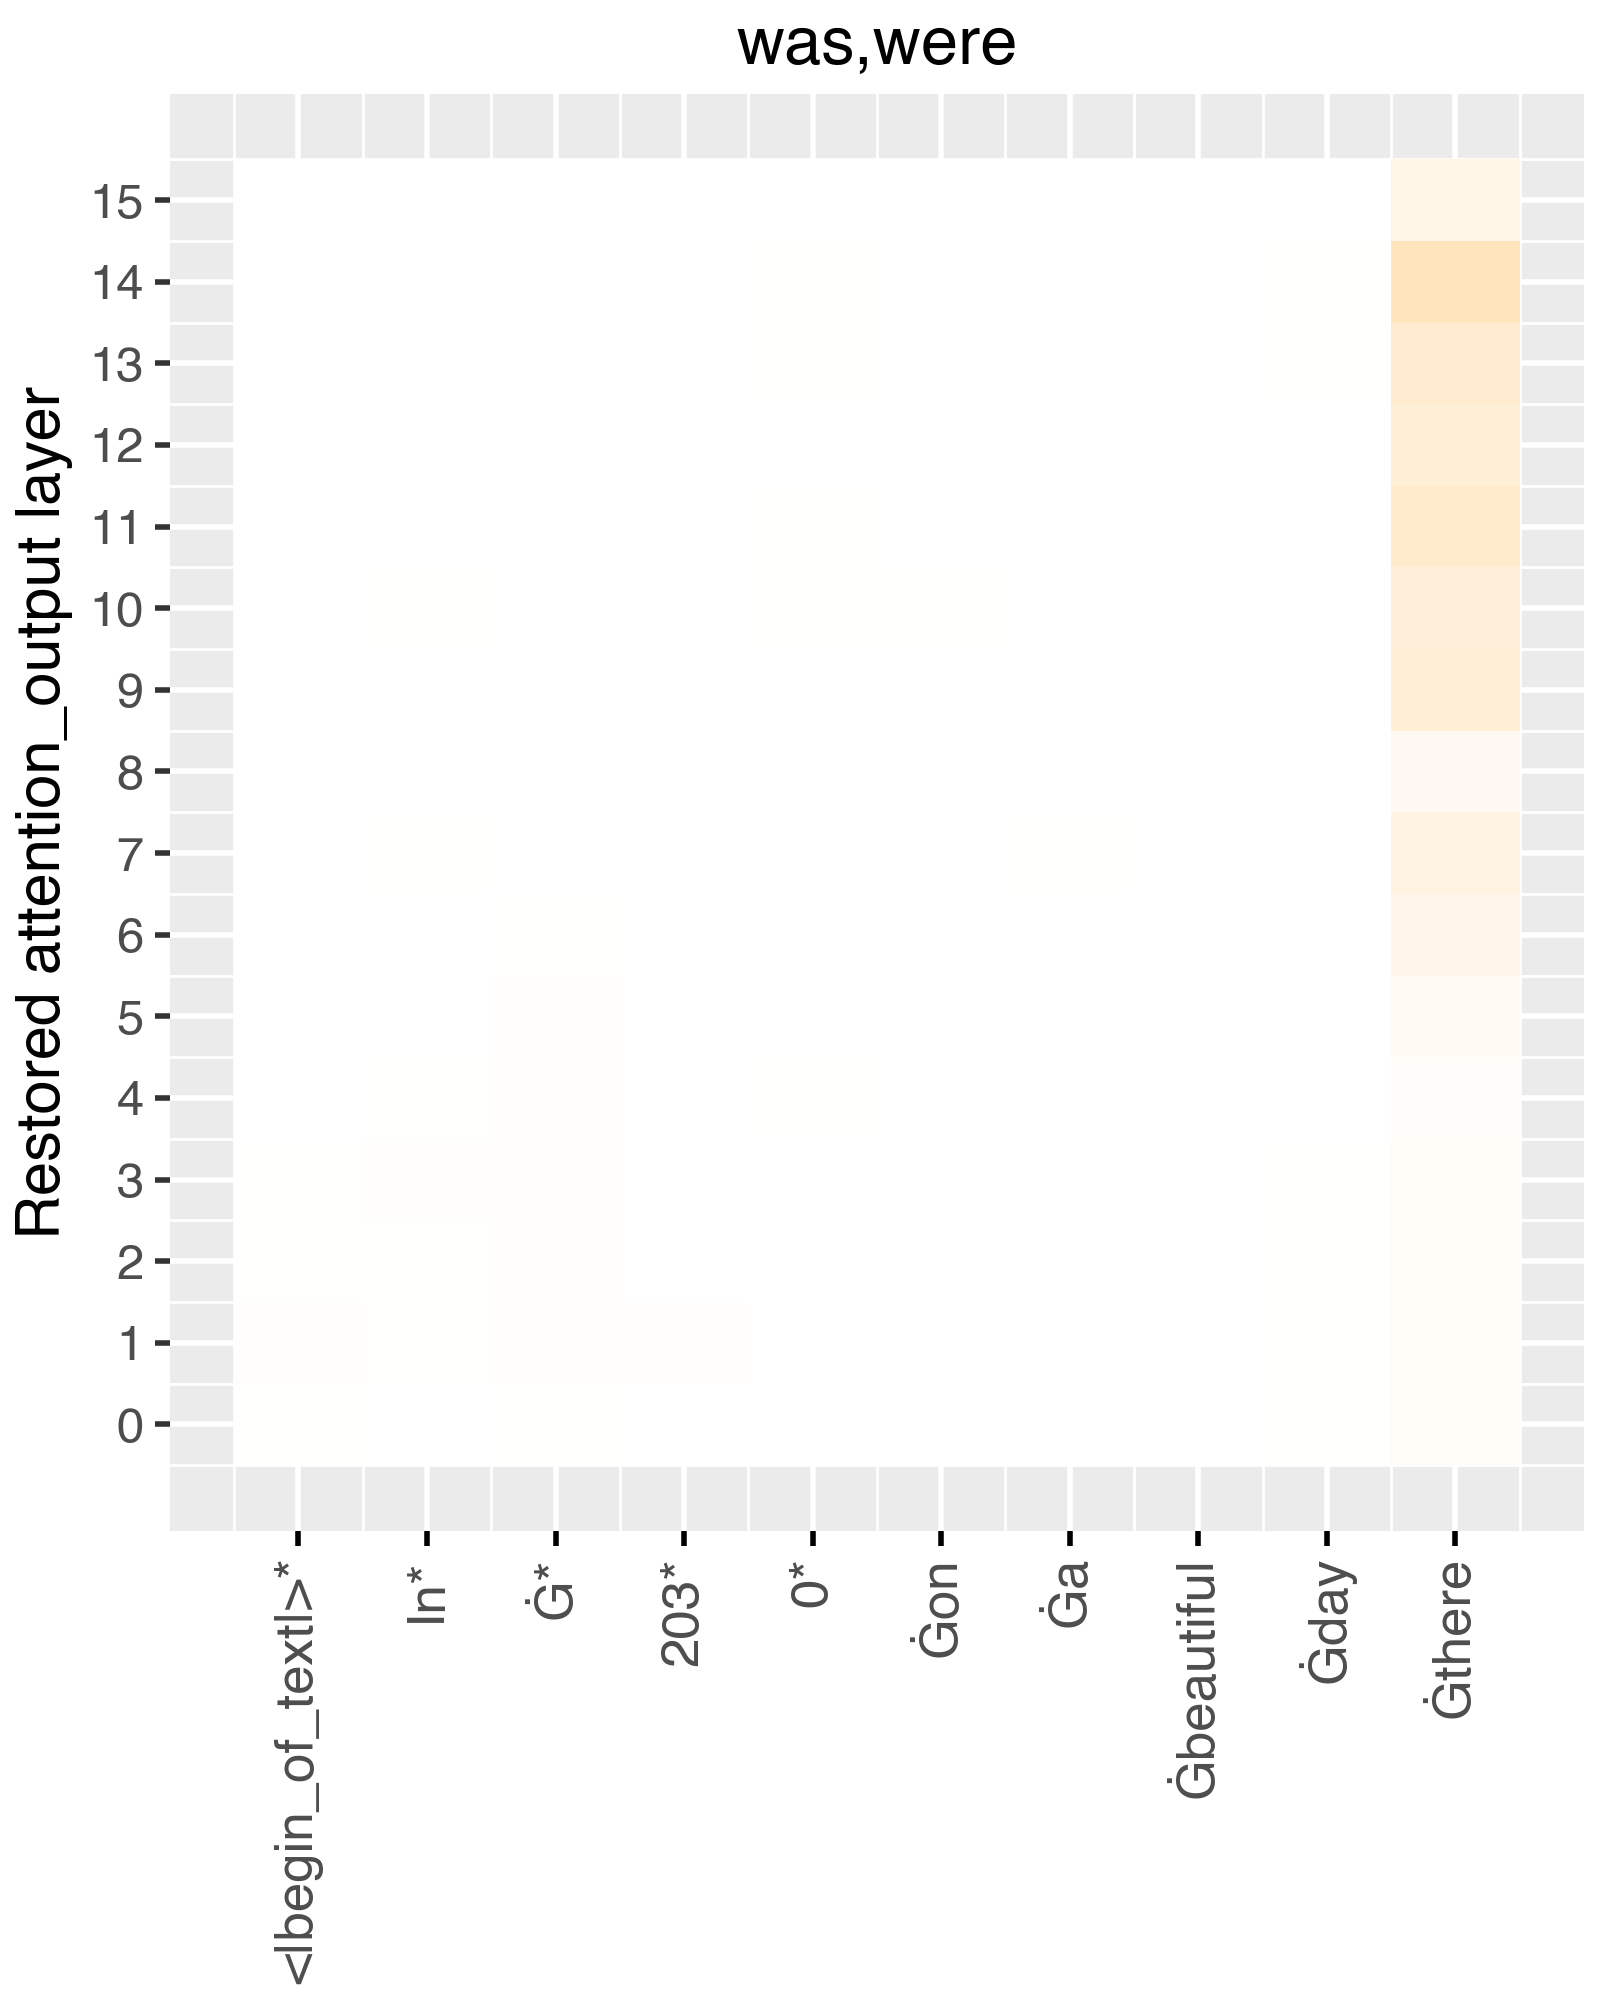 was,were
Restored attention_output layer
15
14
13
12
11
10
9
8
7
6
5
4
3
2
1
0
<|begin_of_text|>*
In*
Ġ*
203*
0*
Ġon
Ġa
Ġbeautiful
Ġday
Ġthere